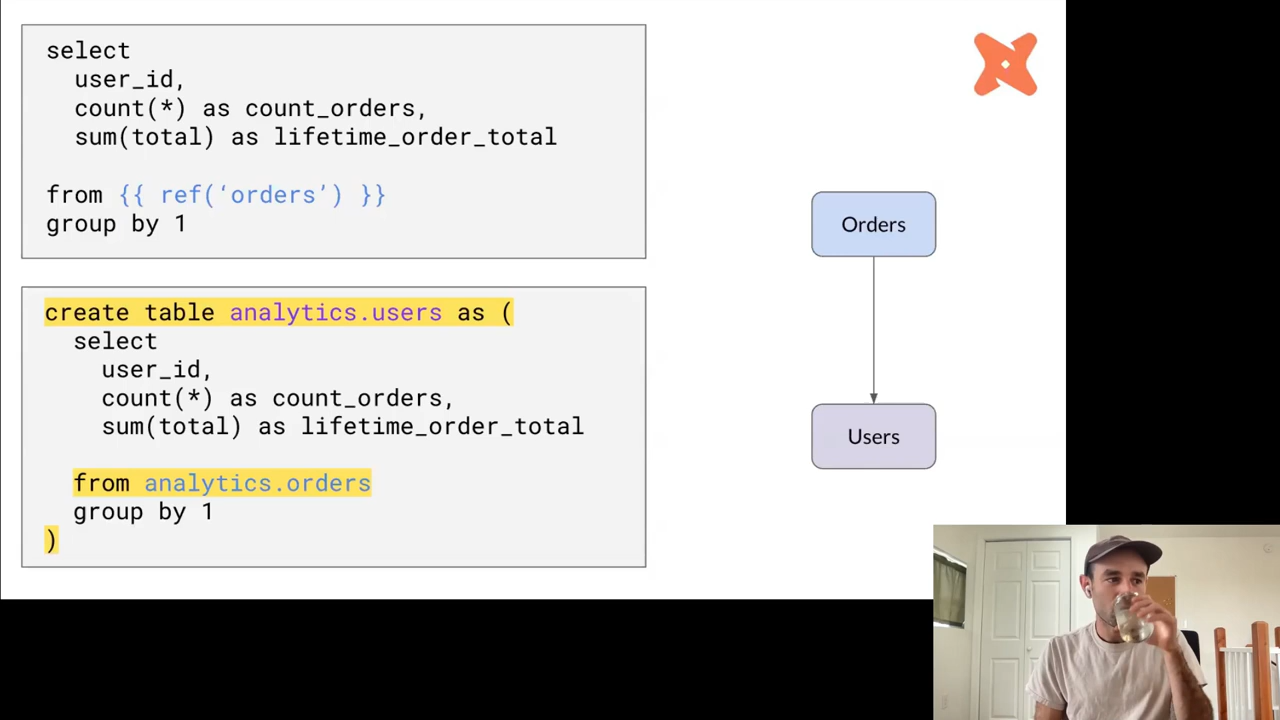 select
  user_id,
  count(*) as count_orders,
  sum(total) as lifetime_order_total
from {{ ref(‘orders’) }}
group by 1
create table analytics.users as (
  select
    user_id,
    count(*) as count_orders,
    sum(total) as lifetime_order_total
  from analytics.orders
  group by 1
)
Orders
Users